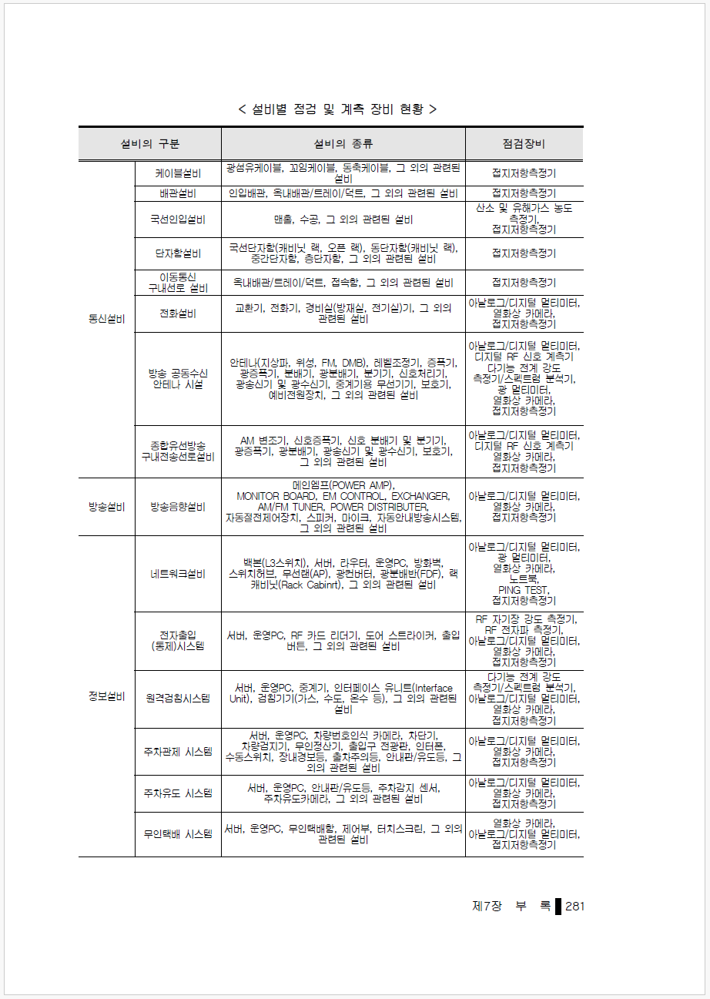 < 설비별 점검 및 계측 장비 현황 >
설비의 구분 설비의 종류 점검장비
통신설비
케이블설비
광섬유케이블, 꼬임케이블, 동축케이블, 그 외의 관련된
설비
접지저항측정기
배관설비
인입배관, 옥내배관/트레이/덕트, 그 외의 관련된 설비
접지저항측정기
국선인입설비
맨홀, 수공, 그 외의 관련된 설비
산소 및 유해가스 농도
측정기,
접지저항측정기
단자함설비
국선단자함(캐비닛 랙, 오픈 랙), 동단자함(캐비닛 랙),
중간단자함, 층단자함, 그 외의 관련된 설비
접지저항측정기
이동통신
구내선로 설비
옥내배관/트레이/덕트, 접속함, 그 외의 관련된 설비
접지저항측정기
전화설비
교환기, 전화기, 경비실(방재실, 전기실)기, 그 외의
관련된 설비
아날로그/디지털 멀티미터,
열화상 카메라,
접지저항측정기
방송 공동수신
안테나 시설
안테나(지상파, 위성, FM, DMB), 레벨조정기, 증폭기,
광증폭기, 분배기, 광분배기, 분기기, 신호처리기,
광송신기 및 광수신기, 중계기용 무선기기, 보호기,
예비전원장치, 그 외의 관련된 설비
아날로그/디지털 멀티미터,
디지털 RF 신호 계측기
다기능 전계 강도
측정기/스펙트럼 분석기,
광 멀티미터,
열화상 카메라,
접지저항측정기
종합유선방송
구내전송선로설비
AM 변조기, 신호증폭기, 신호 분배기 및 분기기,
광증폭기, 광분배기, 광송신기 및 광수신기, 보호기,
그 외의 관련된 설비
아날로그/디지털 멀티미터,
디지털 RF 신호 계측기
열화상 카메라,
접지저항측정기
방송설비
방송음향설비
메인엠프(POWER AMP),
MONITOR BOARD, EM CONTROL, EXCHANGER,
AM/FM TUNER, POWER DISTRIBUTER,
자동절전제어장치, 스피커, 마이크, 자동안내방송시스템,
그 외의 관련된 설비
아날로그/디지털 멀티미터,
열화상 카메라,
접지저항측정기
정보설비
네트워크설비
백본(L3스위치), 서버, 라우터, 운영PC, 방화벽,
스위치허브, 무선랜(AP), 광컨버터, 광분배반(FDF), 랙
캐비닛(Rack Cabinrt), 그 외의 관련된 설비
아날로그/디지털 멀티미터,
광 멀티미터,
열화상 카메라,
노트북,
PING TEST,
접지저항측정기
전자출입
(통제)시스템
서버, 운영PC, RF 카드 리더기, 도어 스트라이커, 출입
버튼, 그 외의 관련된 설비
RF 자기장 강도 측정기,
RF 전자파 측정기,
아날로그/디지털 멀티미터,
열화상 카메라,
접지저항측정기
원격검침시스템
서버, 운영PC, 중계기, 인터페이스 유니트(Interface
Unit), 검침기기(가스, 수도, 온수 등), 그 외의 관련된
설비
다기능 전계 강도
측정기/스펙트럼 분석기,
아날로그/디지털 멀티미터,
열화상 카메라,
접지저항측정기
주차관제 시스템
서버, 운영PC, 차량번호인식 카메라, 차단기,
차량검지기, 무인정산기, 출입구 전광판, 인터폰,
수동스위치, 장내경보등, 출차주의등, 안내판/유도등, 그
외의 관련된 설비
아날로그/디지털 멀티미터,
열화상 카메라,
접지저항측정기
주차유도 시스템
서버, 운영PC, 안내판/유도등, 주차감지 센서,
주차유도카메라, 그 외의 관련된 설비
아날로그/디지털 멀티미터,
열화상 카메라,
접지저항측정기
무인택배 시스템
서버, 운영PC, 무인택배함, 제어부, 터치스크린, 그 외의
관련된 설비
열화상 카메라,
아날로그/디지털 멀티미터,
접지저항측정기
제7장 부 록 281